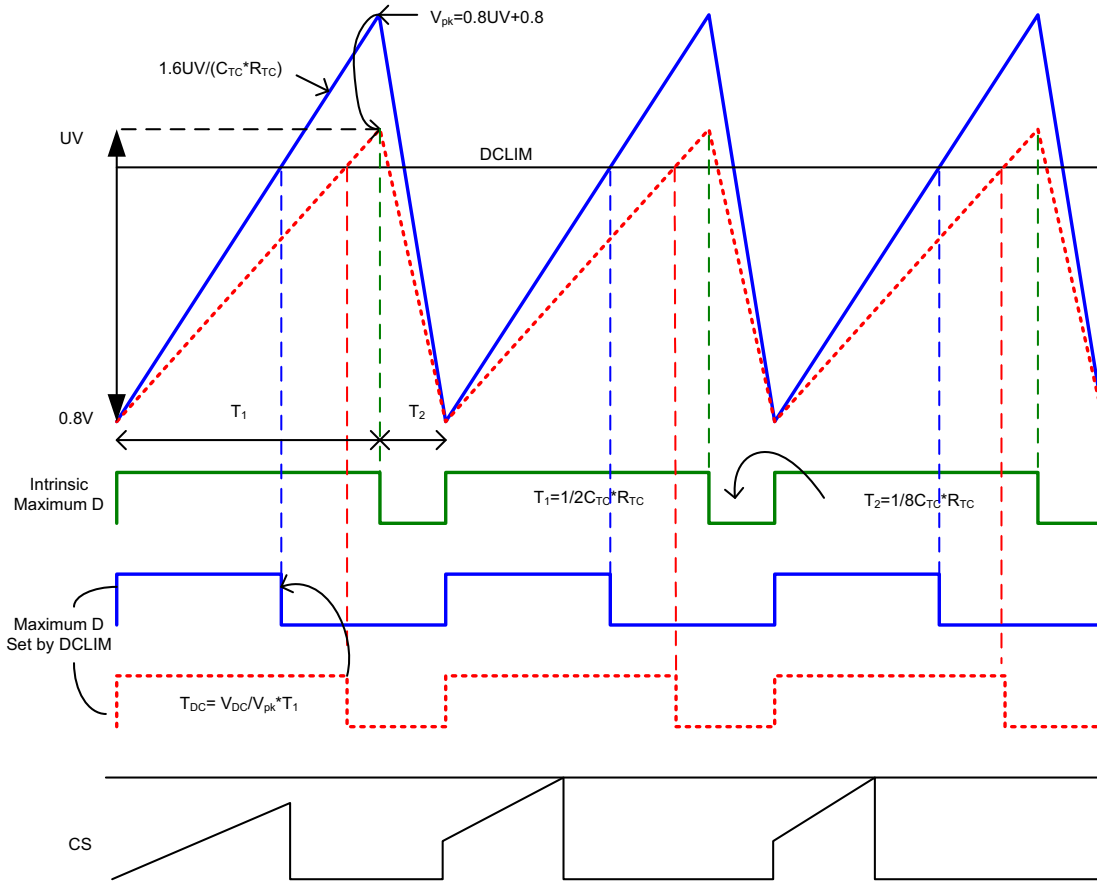 V_pk=0.8UV+0.8
1.6UV/(C_TC*R_TC)
UV
DCLIM
0.8V
T_1
T_2
Intrinsic
Maximum D
T_1=1/2C_TC*R_TC
T_2=1/8C_TC*R_TC
Maximum D
Set by DCLIM
T_DC= V_DC/V_pk*T_1
CS